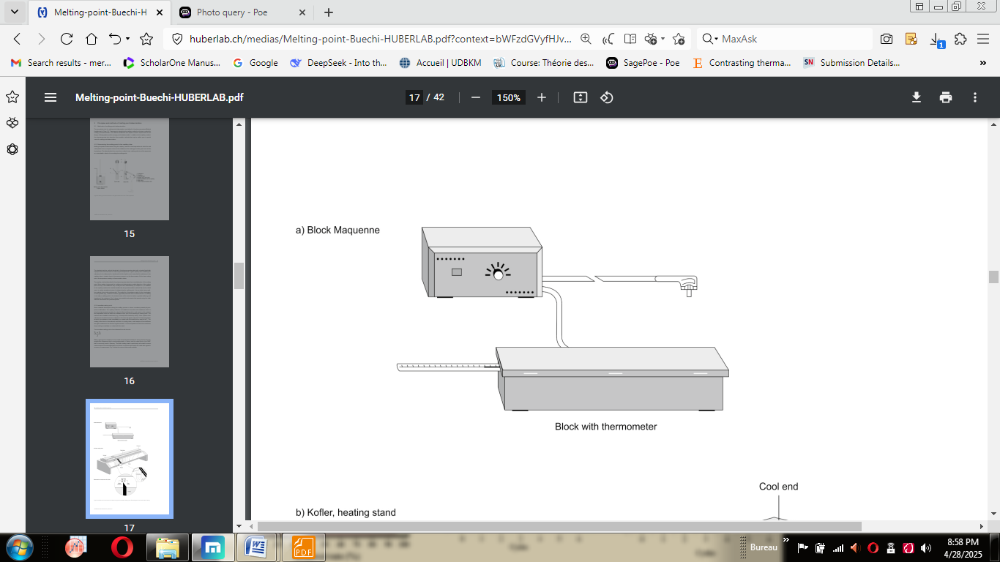 Melting-point-Buechi-H
Photo query - Poe
huberlab.ch/medias/Melting-point-Buechi-HUBERLAB.pdf?context=bWFzdGVyfHJv...
MaxAsk
1
Search results - mer...
ScholarOne Manus...
Google
DeepSeek - Into th...
Accueil | UDBKM
Course: Théorie des...
SagePoe - Poe
Contrasting therma...
SN
Submission Details...
Melting-point-Buechi-HUBERLAB.pdf
17 / 42
150%
15
16
17
a) Block Maquenne
Block with thermometer
Cool end
b) Kofler, heating stand
PDF
Bureau
8:58 PM
4/28/2025